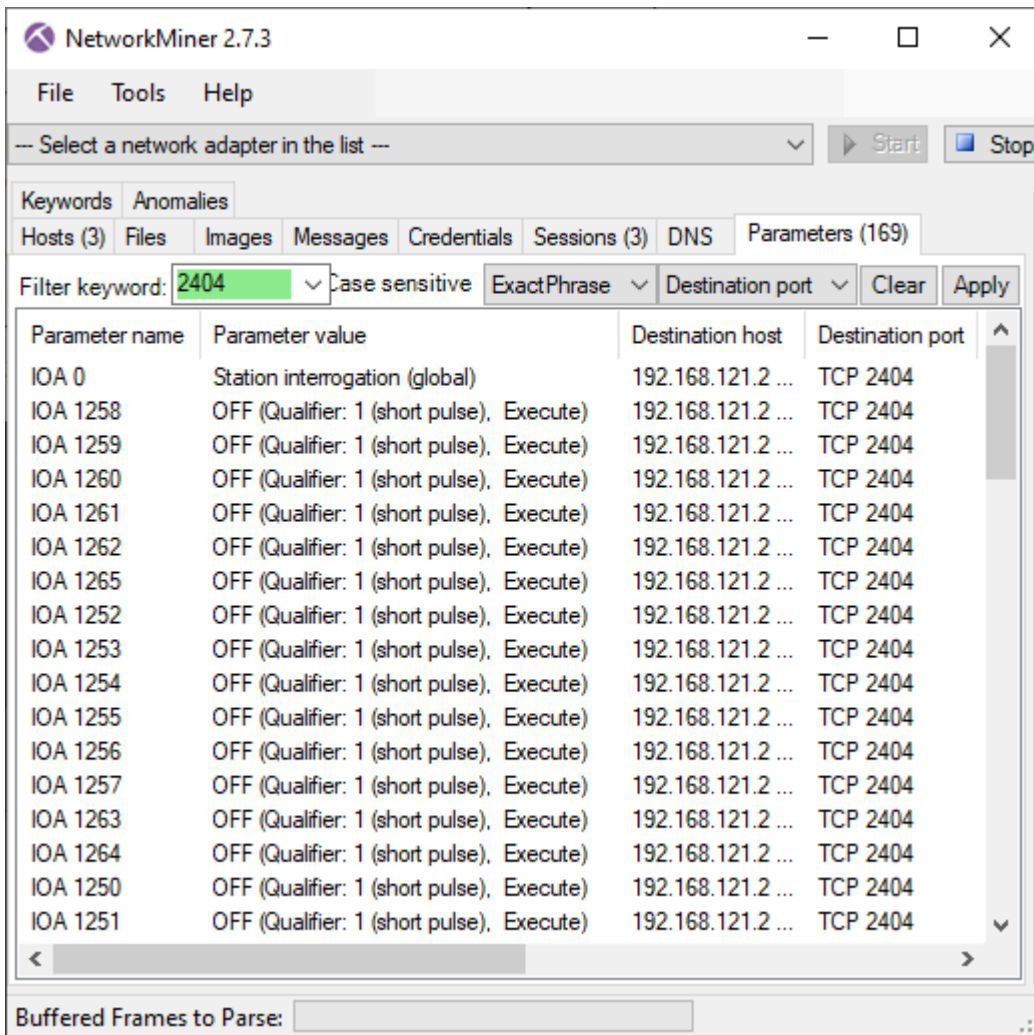 NetworkMiner 2.7.3
File Tools Help
--- Select a network adapter in the list --- Start Stop
Keywords Anomalies
Hosts (3) Files Images Messages Credentials Sessions (3) DNS Parameters (169)
Filter keyword: 2404 Case sensitive ExactPhrase Destination port Clear Apply
Parameter name Parameter value Destination host Destination port
IOA 0 Station interrogation (global) 192.168.121.2 ... TCP 2404
IOA 1258 OFF (Qualifier: 1 (short pulse), Execute) 192.168.121.2 ... TCP 2404
IOA 1259 OFF (Qualifier: 1 (short pulse), Execute) 192.168.121.2 ... TCP 2404
IOA 1260 OFF (Qualifier: 1 (short pulse), Execute) 192.168.121.2 ... TCP 2404
IOA 1261 OFF (Qualifier: 1 (short pulse), Execute) 192.168.121.2 ... TCP 2404
IOA 1262 OFF (Qualifier: 1 (short pulse), Execute) 192.168.121.2 ... TCP 2404
IOA 1265 OFF (Qualifier: 1 (short pulse), Execute) 192.168.121.2 ... TCP 2404
IOA 1252 OFF (Qualifier: 1 (short pulse), Execute) 192.168.121.2 ... TCP 2404
IOA 1253 OFF (Qualifier: 1 (short pulse), Execute) 192.168.121.2 ... TCP 2404
IOA 1254 OFF (Qualifier: 1 (short pulse), Execute) 192.168.121.2 ... TCP 2404
IOA 1255 OFF (Qualifier: 1 (short pulse), Execute) 192.168.121.2 ... TCP 2404
IOA 1256 OFF (Qualifier: 1 (short pulse), Execute) 192.168.121.2 ... TCP 2404
IOA 1257 OFF (Qualifier: 1 (short pulse), Execute) 192.168.121.2 ... TCP 2404
IOA 1263 OFF (Qualifier: 1 (short pulse), Execute) 192.168.121.2 ... TCP 2404
IOA 1264 OFF (Qualifier: 1 (short pulse), Execute) 192.168.121.2 ... TCP 2404
IOA 1250 OFF (Qualifier: 1 (short pulse), Execute) 192.168.121.2 ... TCP 2404
IOA 1251 OFF (Qualifier: 1 (short pulse), Execute) 192.168.121.2 ... TCP 2404
Buffered Frames to Parse: